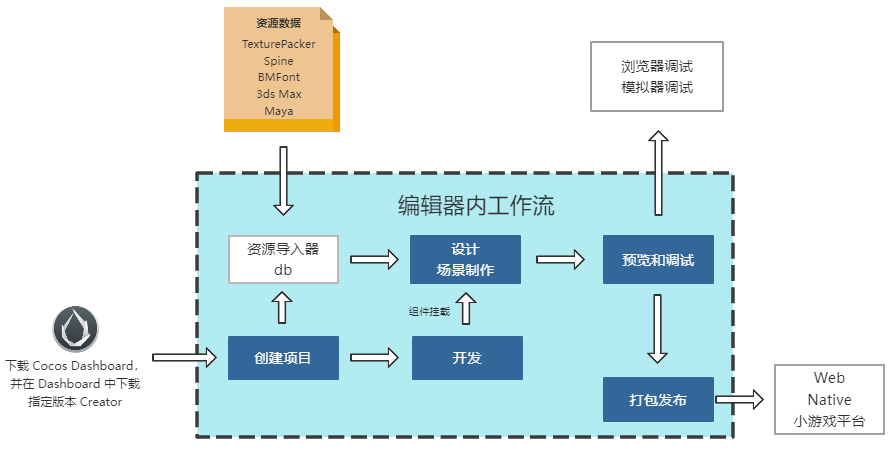 资源数据
TexturePacker
Spine
BMFont
3ds Max
Maya
浏览器调试
模拟器调试
编辑器内工作流
资源导入器
db
设计
场景制作
预览和调试
组件挂载
创建项目
开发
下载 Cocos Dashboard,
并在 Dashboard 中下载
指定版本 Creator
打包发布
Web
Native
小游戏平台